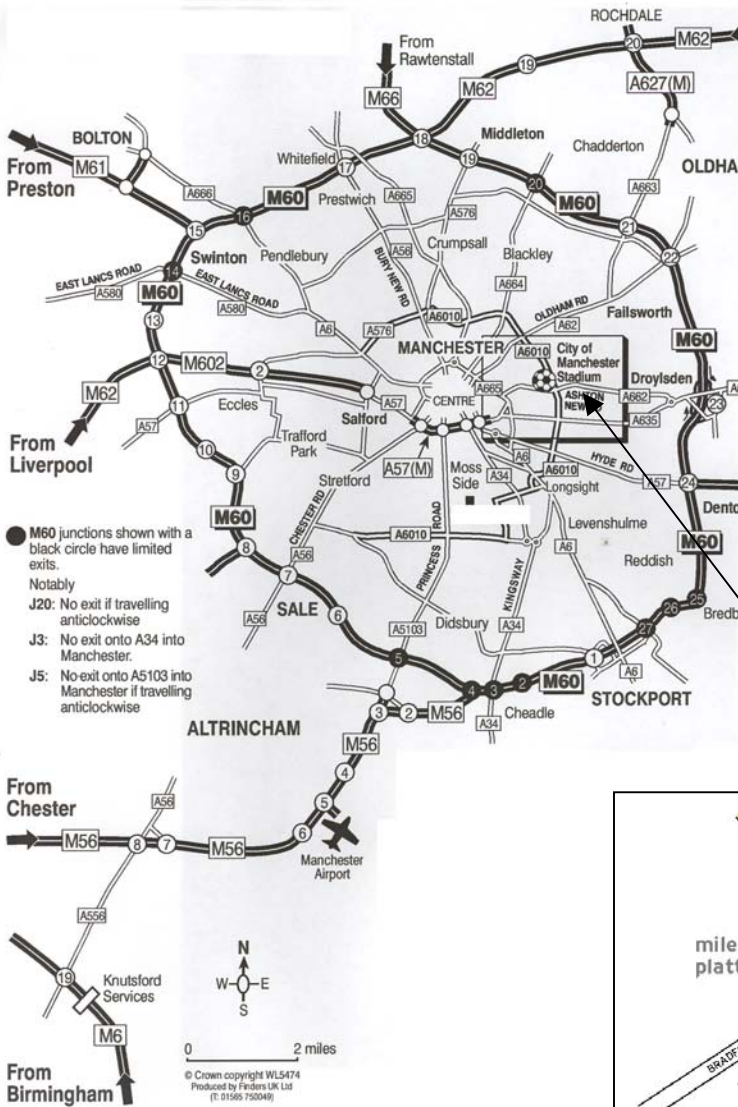 ROCHDALE
From
Rawtenstall
M66
M62
19
20
M62
A627(M)
18
Middleton
19
Chadderton
OLDHA
BOLTON
From
Preston
M61
Whitefield
17
Prestwich
A665
A576
20
M60
A663
21
A666
M60
16
15
Swinton
Pendlebury
A56
BURY NEW RD
Crumpsall
Blackley
A664
22
14
EAST LANCS ROAD
A580
M60
EAST LANCS ROAD
A580
A6
OLDHAM RD
A62
Failsworth
13
A576
A6010
MANCHESTER
A6010
City of
Manchester
Stadium
M60
12
M602
2
CENTRE
A665
ASHTON
NEW
Droylsden
A662
23
M62
11
Eccles
Salford
A57
A635
A57
From
Liverpool
10
9
Trafford
Park
A57(M)
Moss
Side
A6
A34
A6010
HYDE RD
A57
24
Longsight
Dento
Stretford
M60
CHESTER RD
A56
A6010
PRINCESS
ROAD
Levenshulme
A6
M60
M60 junctions shown with a
black circle have limited
exits.
Notably
J20: No exit if travelling
anticlockwise
J3: No exit onto A34 into
Manchester.
J5: No exit onto A5103 into
Manchester if travelling
anticlockwise
8
7
Reddish
A56
SALE
6
A5103
Didsbury
KINGSWAY
A34
25
26
Bredb
27
5
1
A6
4
3
2
M60
STOCKPORT
3
2
M56
Cheadle
A34
ALTRINCHAM
M56
4
5
6
Manchester
Airport
From
Chester
A56
M56
8
7
M56
A556
19
Knutsford
Services
M6
From
Birmingham
N
W
E
S
0
2 miles
© Crown copyright WL5474
Produced by Finders UK Ltd
(T: 01565 750049)
mile
platt
BRADF